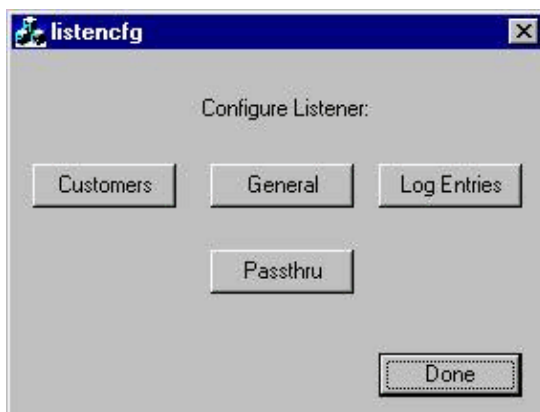 listencfg
Configure Listener:
Customers General Log Entries
Passthru
Done